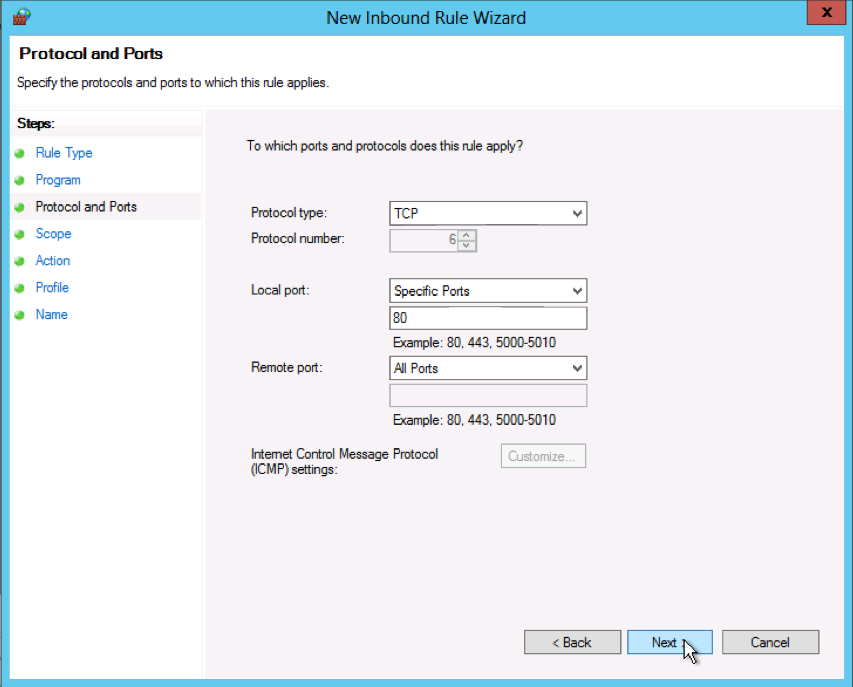 New Inbound Rule Wizard
x
Protocol and Ports
Specify the protocols and ports to which this rule applies.
Steps:
Rule Type
Program
Protocol and Ports
Scope
Action
Profile
Name
To which ports and protocols does this rule apply?
Protocol type: TCP
Protocol number: 6
Local port: Specific Ports
80
Example: 80, 443, 5000-5010
Remote port: All Ports
Example: 80, 443, 5000-5010
Internet Control Message Protocol
(ICMP) settings:
Customize...
< Back Next > Cancel